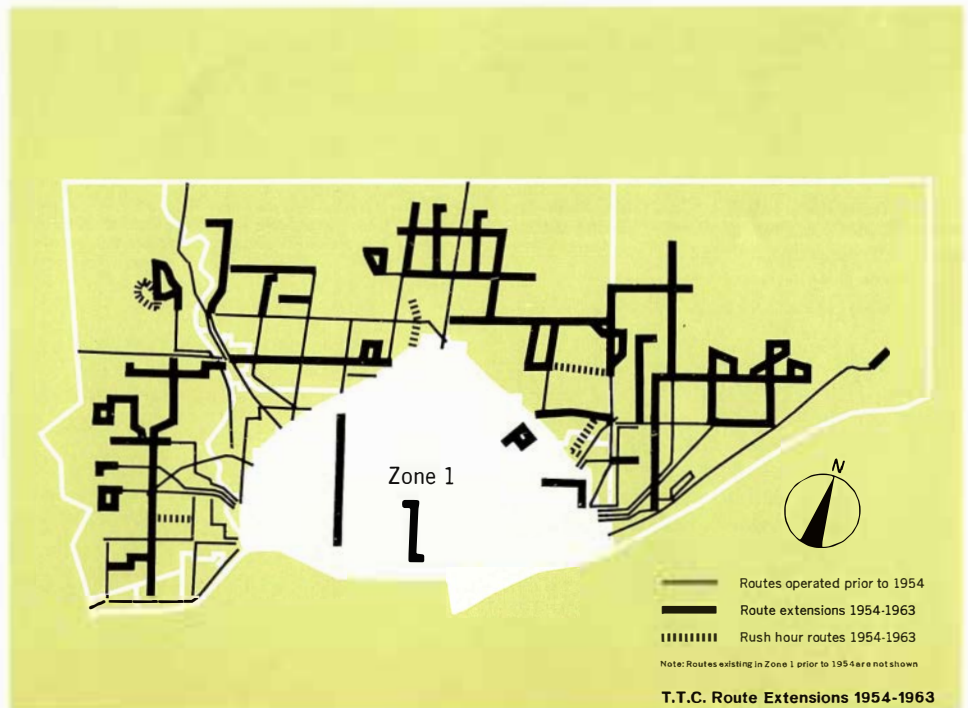 Zone 1
N
Routes operated prior to 1954
Route extensions 1954-1963
Rush hour routes 1954-1963
Note: Routes existing in Zone 1 prior to 1954 are not shown
T.T.C. Route Extensions 1954-1963